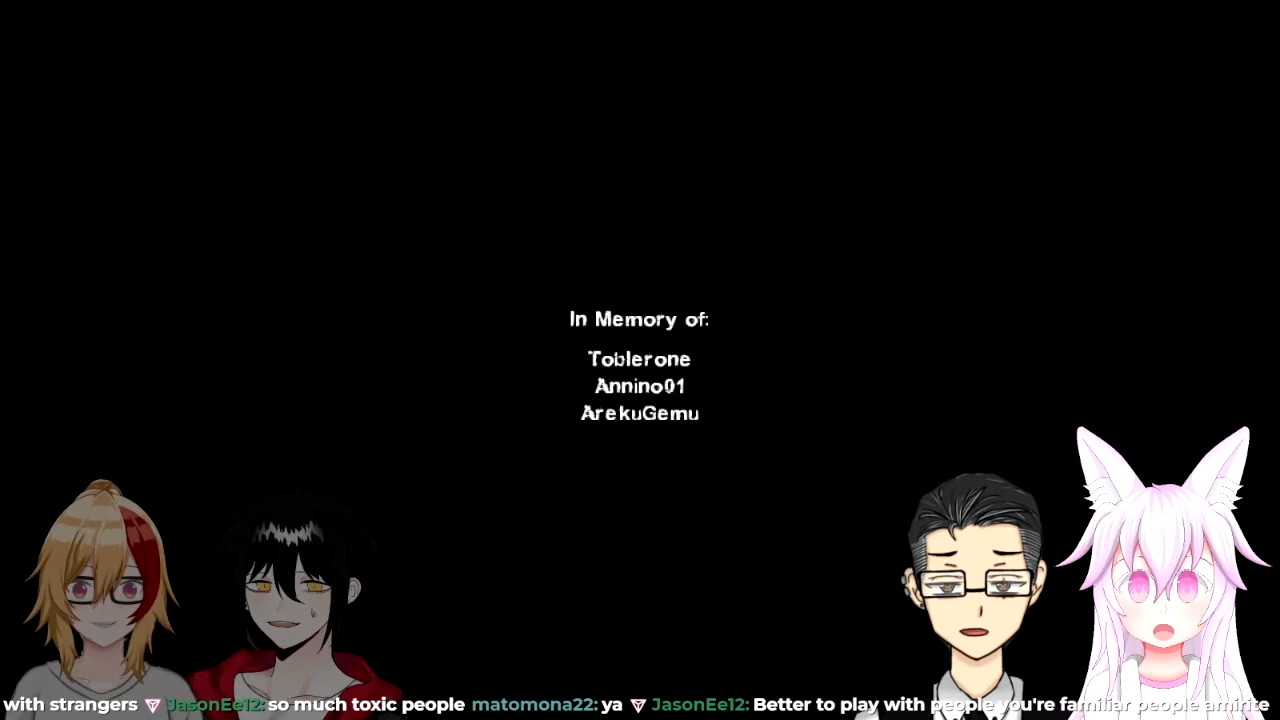 In Memory of:
Toblerone
Annino01
ArekuGemu
with strangers JasonEe12: so much toxic people matomona22: ya JasonEe12: Better to play with people you're familiar people amirite